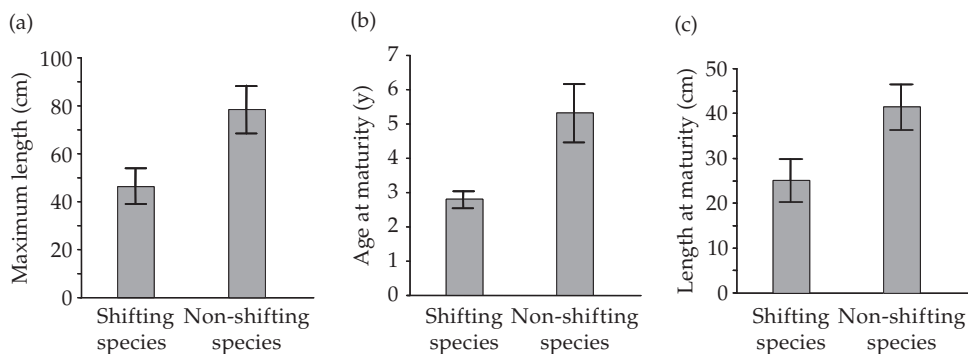 (a)
Maximum length (cm)
100
80
60
40
20
0
Shifting species
Non-shifting species
(b)
Age at maturity (y)
7
6
5
4
3
2
1
0
Shifting species
Non-shifting species
(c)
Length at maturity (cm)
50
40
30
20
10
0
Shifting species
Non-shifting species